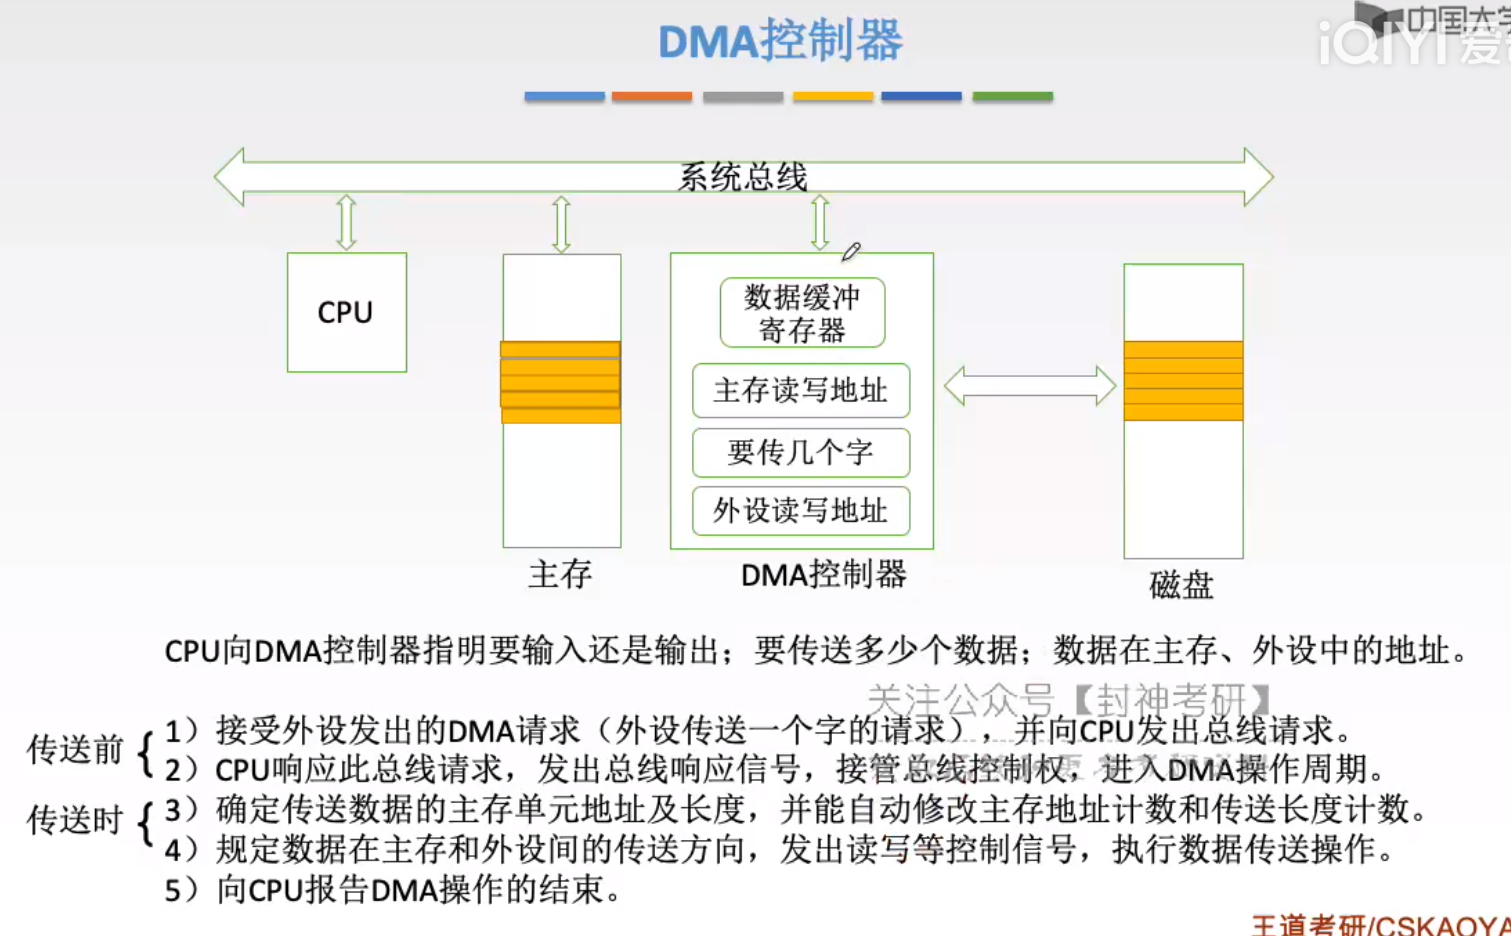 DMA控制器
中国大学
iQIYI 爱奇
系统总线
CPU
数据缓冲
寄存器
主存读写地址
要传几个字
外设读写地址
主存
DMA控制器
磁盘
CPU向DMA控制器指明要输入还是输出；要传送多少个数据；数据在主存、外设中的地址。
关注公众号【封神考研】
传送前
1）接受外设发出的DMA请求（外设传送一个字的请求），并向CPU发出总线请求。
2）CPU响应此总线请求，发出总线响应信号，接管总线控制权，进入DMA操作周期。
传送时
3）确定传送数据的主存单元地址及长度，并能自动修改主存地址计数和传送长度计数。
4）规定数据在主存和外设间的传送方向，发出读写等控制信号，执行数据传送操作。
5）向CPU报告DMA操作的结束。
王道考研/CSKAOYA